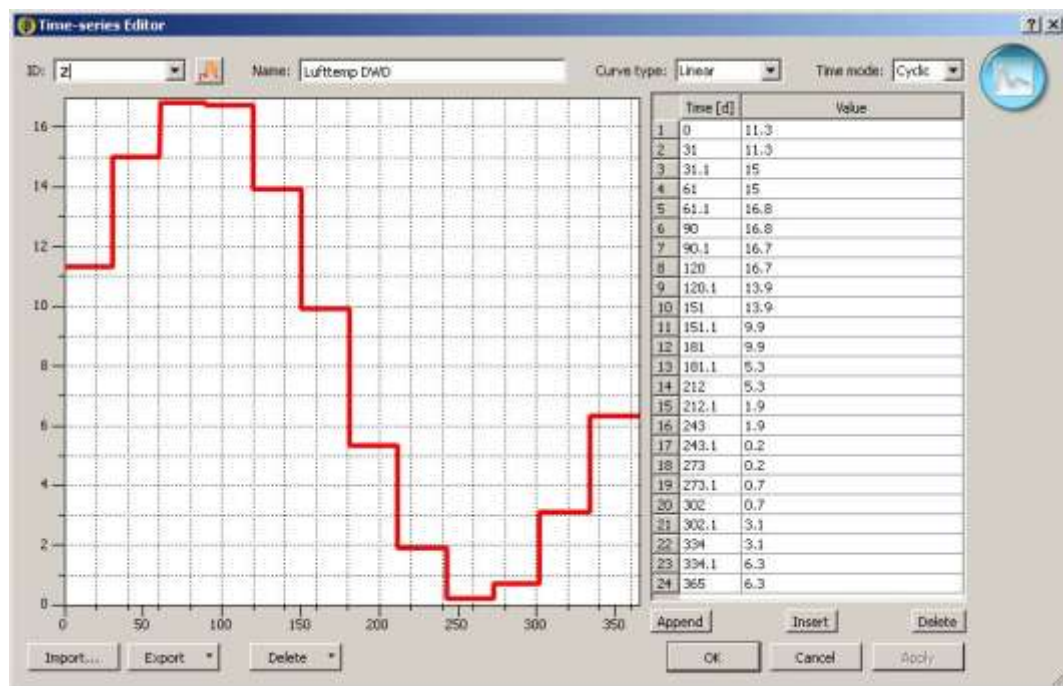 Time-series Editor
ID: 2 Name: Lufttemp DWD Curve type: Linear Time mode: Cyclic
Time [d] Value
1 0 11.3
2 31 11.3
3 31.1 15
4 61 15
5 61.1 16.8
6 90 16.8
7 90.1 16.7
8 120 16.7
9 120.1 13.9
10 151 13.9
11 151.1 9.9
12 181 9.9
13 181.1 5.3
14 212 5.3
15 212.1 1.9
16 243 1.9
17 243.1 0.2
18 273 0.2
19 273.1 0.7
20 302 0.7
21 302.1 3.1
22 334 3.1
23 334.1 6.3
24 365 6.3
16
14
12
10
8
6
4
2
0
0 50 100 150 200 250 300 350
Append Insert Delete
Import... Export Delete OK Cancel Apply